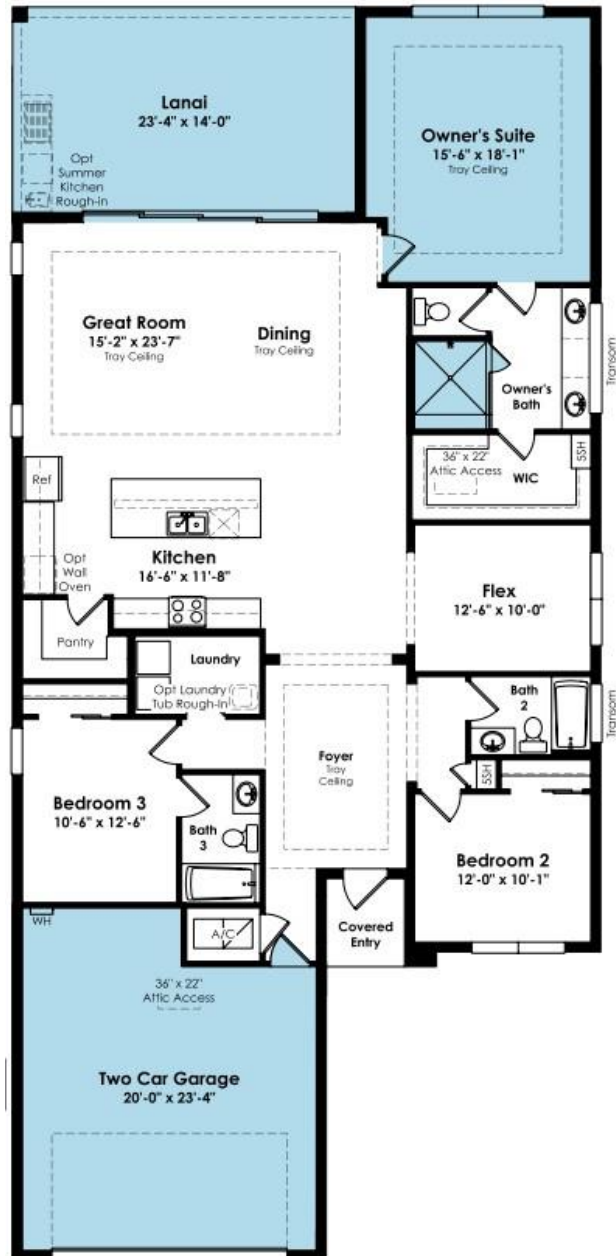 Lanai
23'-4" x 14'-0"
Opt
Summer
Kitchen
Rough-in
Owner's Suite
15'-6" x 18'-1"
Tray Ceiling
Great Room
15'-2" x 23'-7"
Tray Ceiling
Dining
Tray Ceiling
Owner's
Bath
Transom
36" x 22"
Attic Access
WIC
5SH
Ref
Kitchen
16'-6" x 11'-8"
Opt
Wall
Oven
Pantry
Flex
12'-6" x 10'-0"
Laundry
Opt Laundry
Tub Rough-In
Bath
2
Transom
Foyer
Tray
Ceiling
5SH
Bedroom 3
10'-6" x 12'-6"
Bath
3
Bedroom 2
12'-0" x 10'-1"
WH
A/C
Covered
Entry
36" x 22"
Attic Access
Two Car Garage
20'-0" x 23'-4"